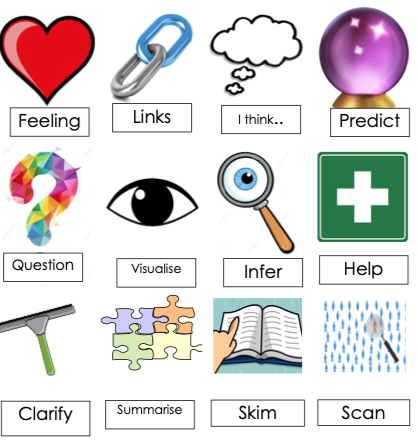 Feeling
Links
I think..
Predict
Question
Visualise
Infer
Help
Clarify
Summarise
Skim
Scan